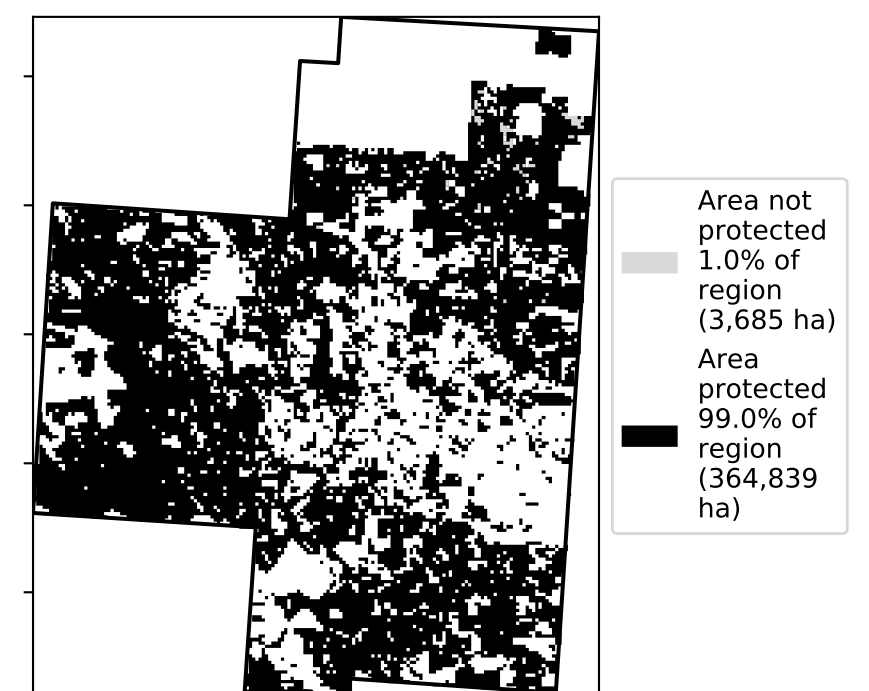 Area not
protected
1.0% of
region
(3,685 ha)
Area
protected
99.0% of
region
(364,839
ha)